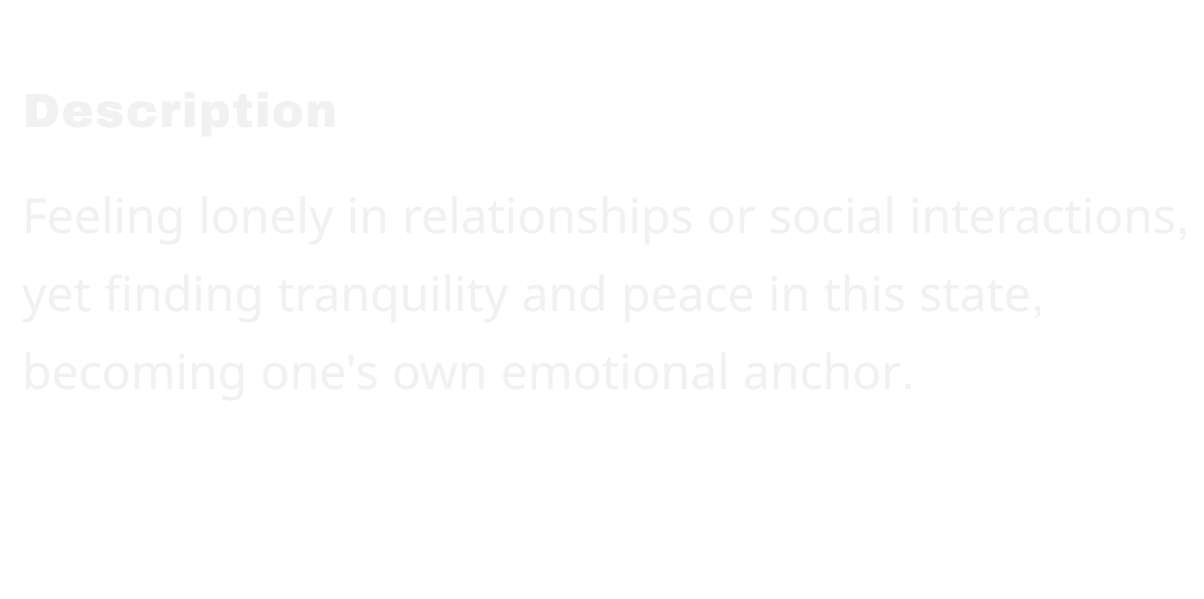 Description
Feeling lonely in relationships or social interactions,
yet finding tranquility and peace in this state,
becoming one's own emotional anchor.